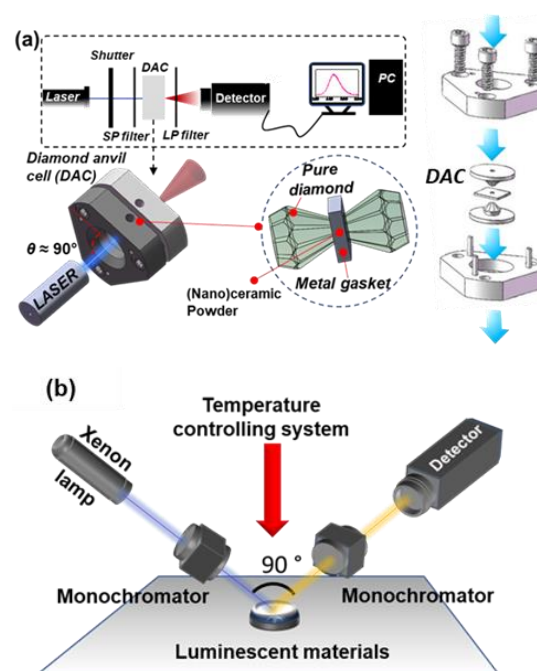 (a)
Shutter
DAC
Laser
Detector
PC
SP filter
LP filter
Diamond anvil
cell (DAC)
θ ≈ 90°
LASER
Pure
diamond
(Nano)ceramic
Powder
Metal gasket
DAC
(b)
Temperature
controlling system
Xenon
lamp
Detector
90 °
Monochromator
Monochromator
Luminescent materials